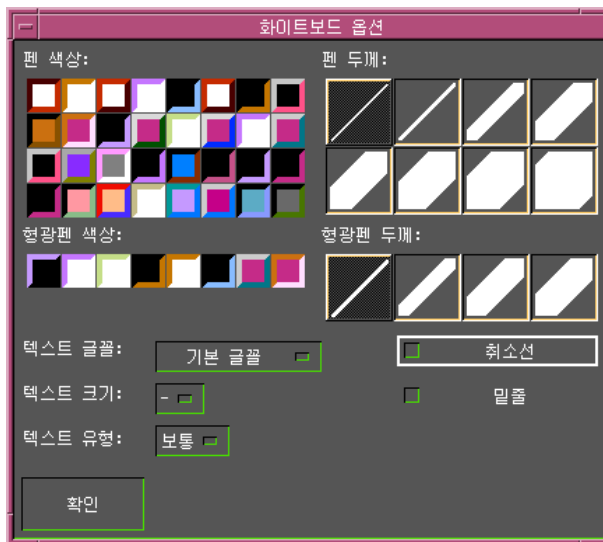 화이트보드 옵션
펜 색상:
펜 두께:
형광펜 색상:
형광펜 두께:
텍스트 글꼴:
기본 글꼴
취소선
텍스트 크기:
-
밑줄
텍스트 유형:
보통
확인